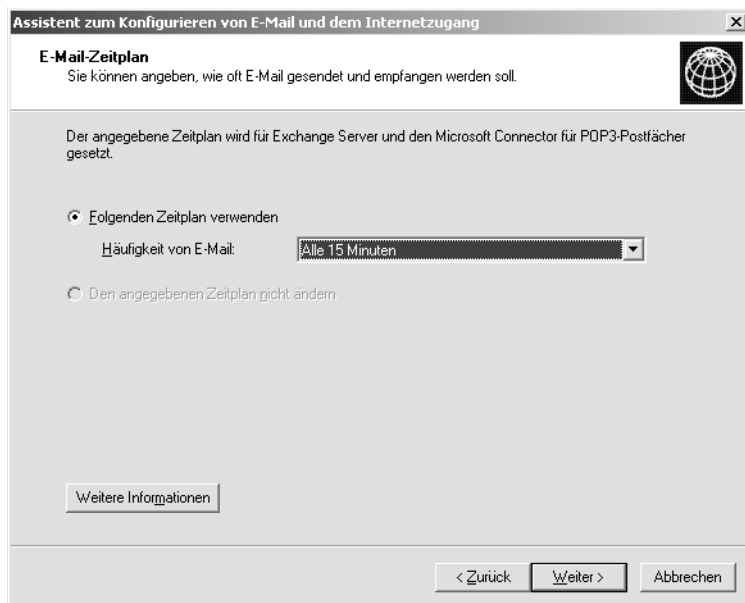 Assistent zum Konfigurieren von E-Mail und dem Internetzugang
E-Mail-Zeitplan
Sie können angeben, wie oft E-Mail gesendet und empfangen werden soll.
Der angegebene Zeitplan wird für Exchange Server und den Microsoft Connector für POP3-Postfächer
gesetzt.
Folgenden Zeitplan verwenden
Häufigkeit von E-Mail: Alle 15 Minuten
Den angegebenen Zeitplan nicht ändern
Weitere Informationen
< Zurück Weiter > Abbrechen